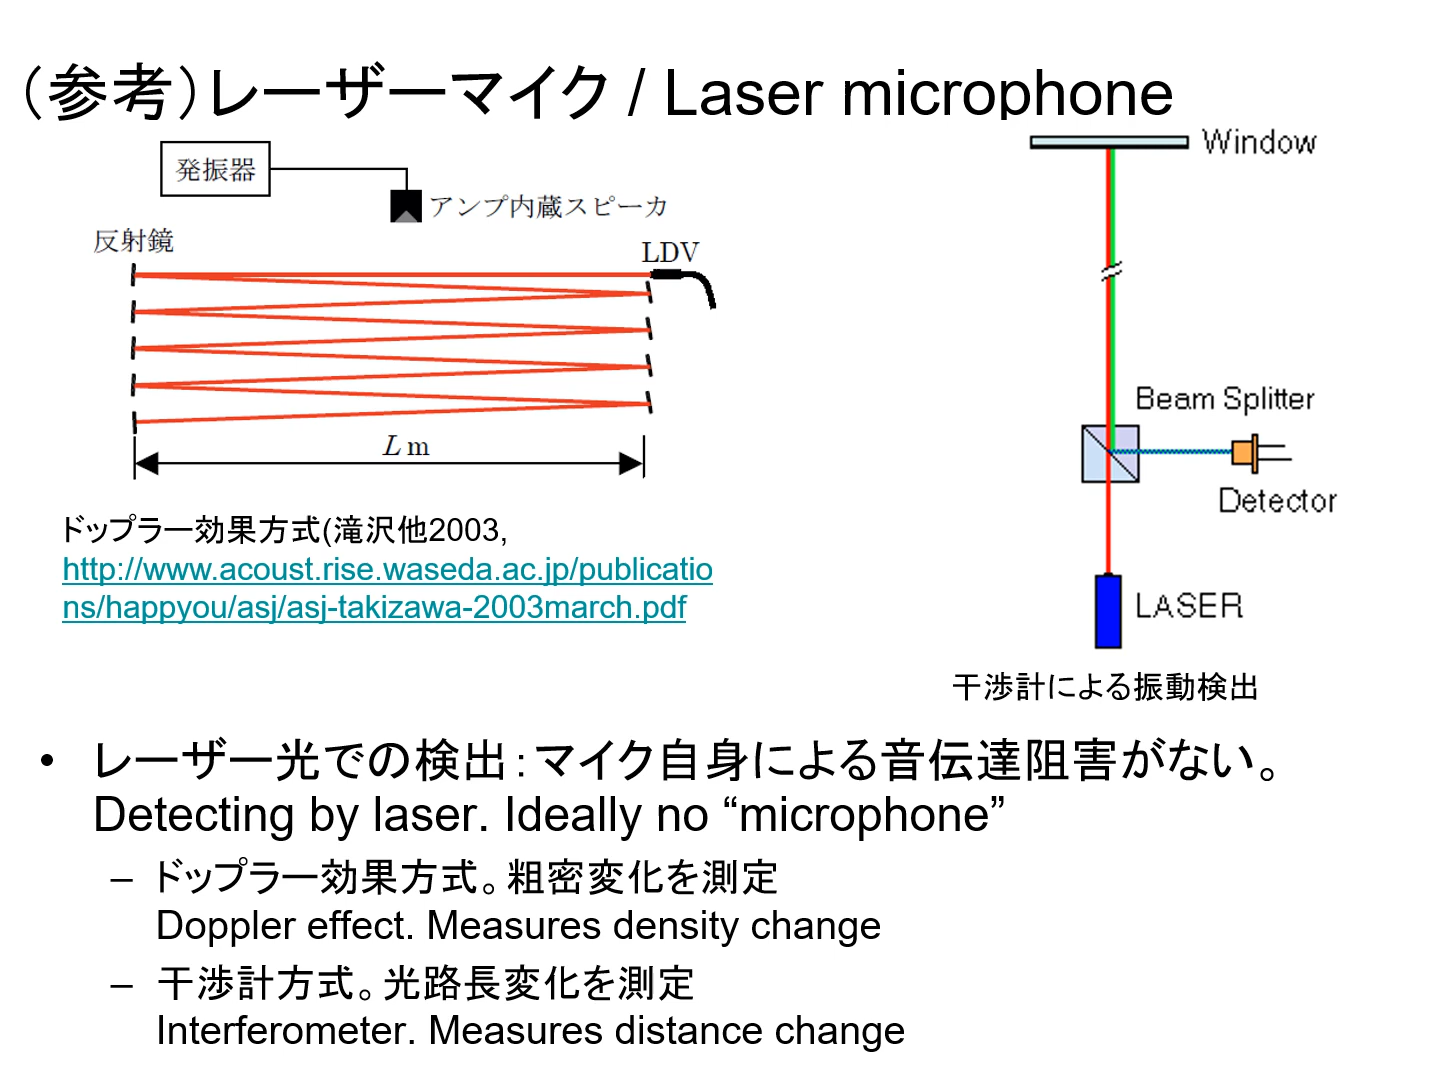 （参考）レーザーマイク / Laser microphone
発振器
アンプ内蔵スピーカ
反射鏡
LDV
L m
ドップラー効果方式(滝沢他2003,
http://www.acoust.rise.waseda.ac.jp/publicatio
ns/happyou/asj/asj-takizawa-2003march.pdf
Window
Beam Splitter
Detector
LASER
干渉計による振動検出
• レーザー光での検出：マイク自身による音伝達阻害がない。
Detecting by laser. Ideally no “microphone”
– ドップラー効果方式。粗密変化を測定
Doppler effect. Measures density change
– 干渉計方式。光路長変化を測定
Interferometer. Measures distance change